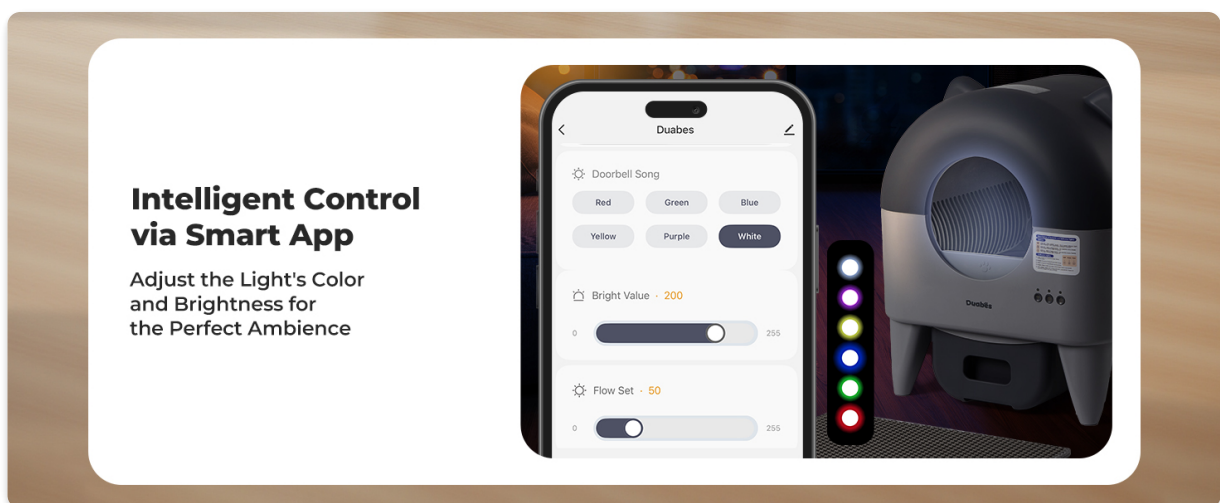 Intelligent Control
via Smart App
Adjust the Light's Color
and Brightness for
the Perfect Ambience
Duabes
Doorbell Song
Red Green Blue
Yellow Purple White
Bright Value · 200
0 255
Flow Set · 50
0 255
Duablis